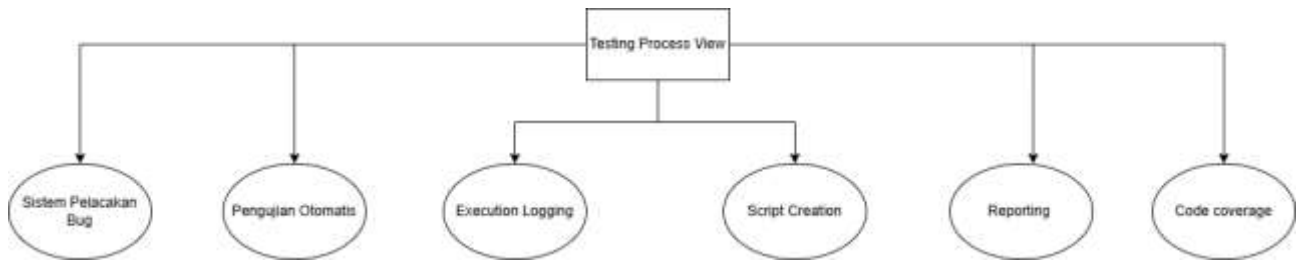 Testing Process View
Sistem Pelacakan
Bug
Pengujian Otomatis
Execution Logging
Script Creation
Reporting
Code coverage